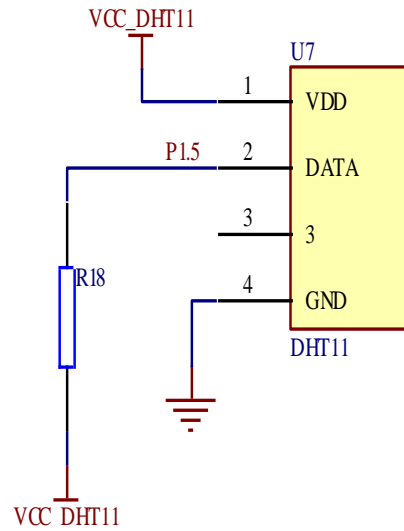 VCC_DHT11
U7
1
VDD
P1.5
2
DATA
3
3
R18
4
GND
DHT11
VCC_DHT11